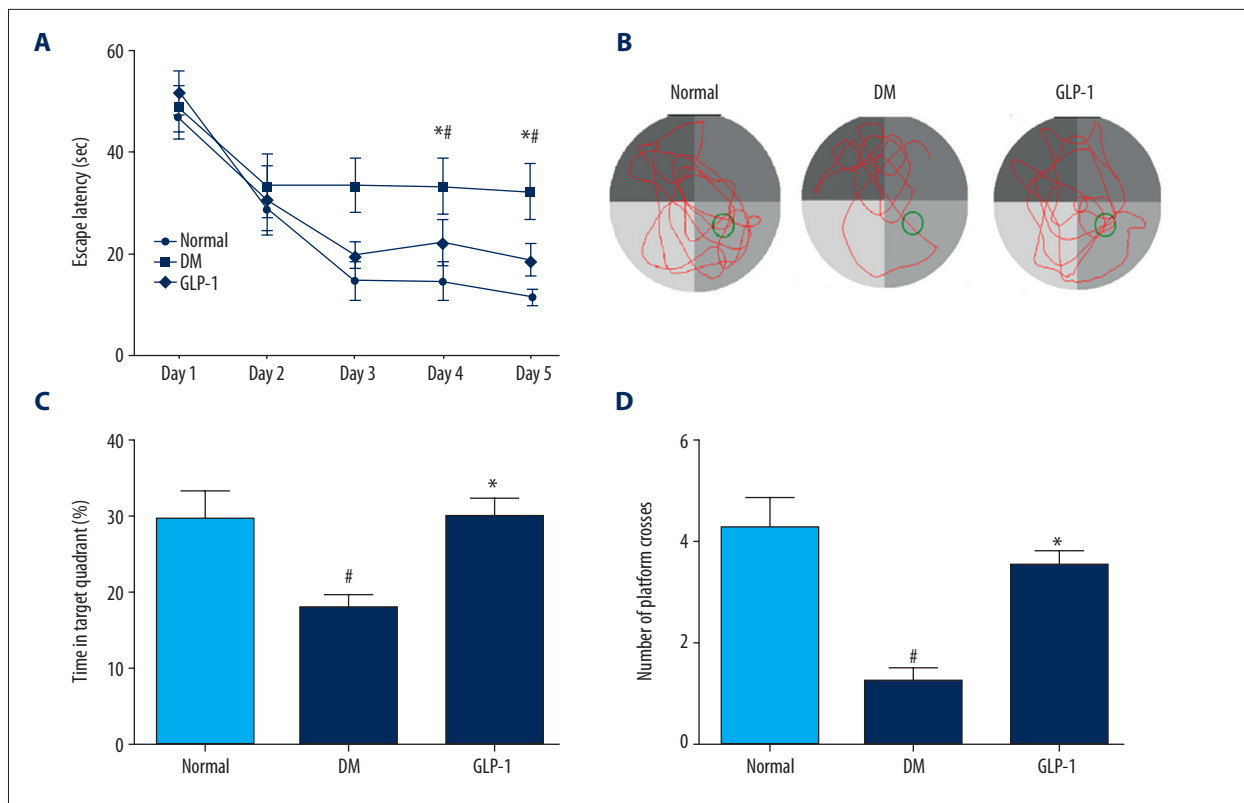 A
60
40
20
0
Escape latency (sec)
*#
*#
Normal
DM
GLP-1
Day 1 Day 2 Day 3 Day 4 Day 5
B
Normal DM GLP-1
C
40
30
20
10
0
Time in target quadrant (%)
#
*
Normal DM GLP-1
D
6
4
2
0
Number of platform crosses
#
*
Normal DM GLP-1